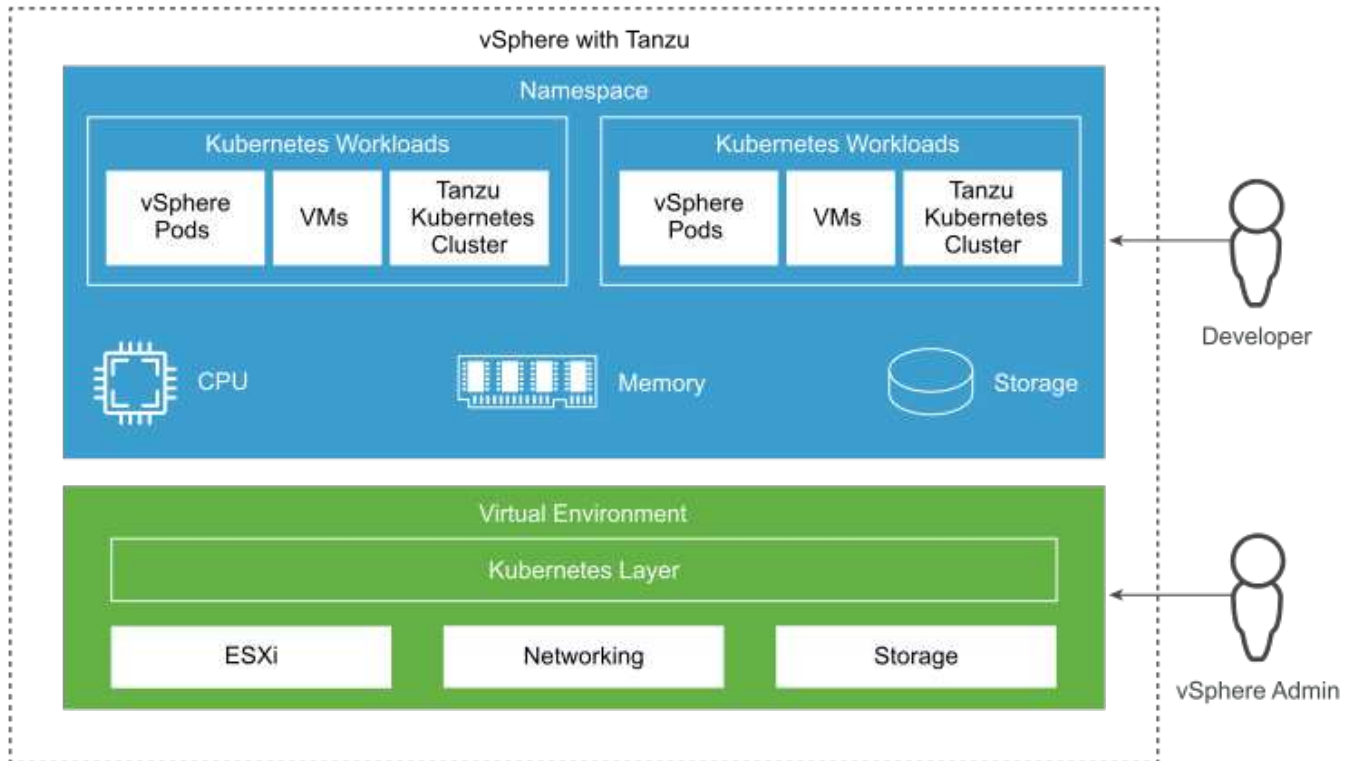 vSphere with Tanzu
Namespace
Kubernetes Workloads
vSphere
Pods
VMs
Tanzu
Kubernetes
Cluster
Kubernetes Workloads
vSphere
Pods
VMs
Tanzu
Kubernetes
Cluster
CPU
Memory
Storage
Developer
Virtual Environment
Kubernetes Layer
ESXi
Networking
Storage
vSphere Admin